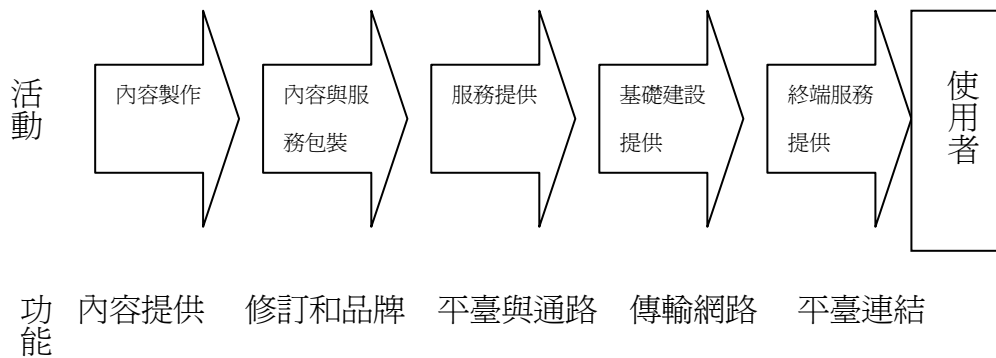 活動
內容製作
內容與服
務包裝
服務提供
基礎建設
提供
終端服務
提供
使用者
功能
內容提供
修訂和品牌
平臺與通路
傳輸網路
平臺連結